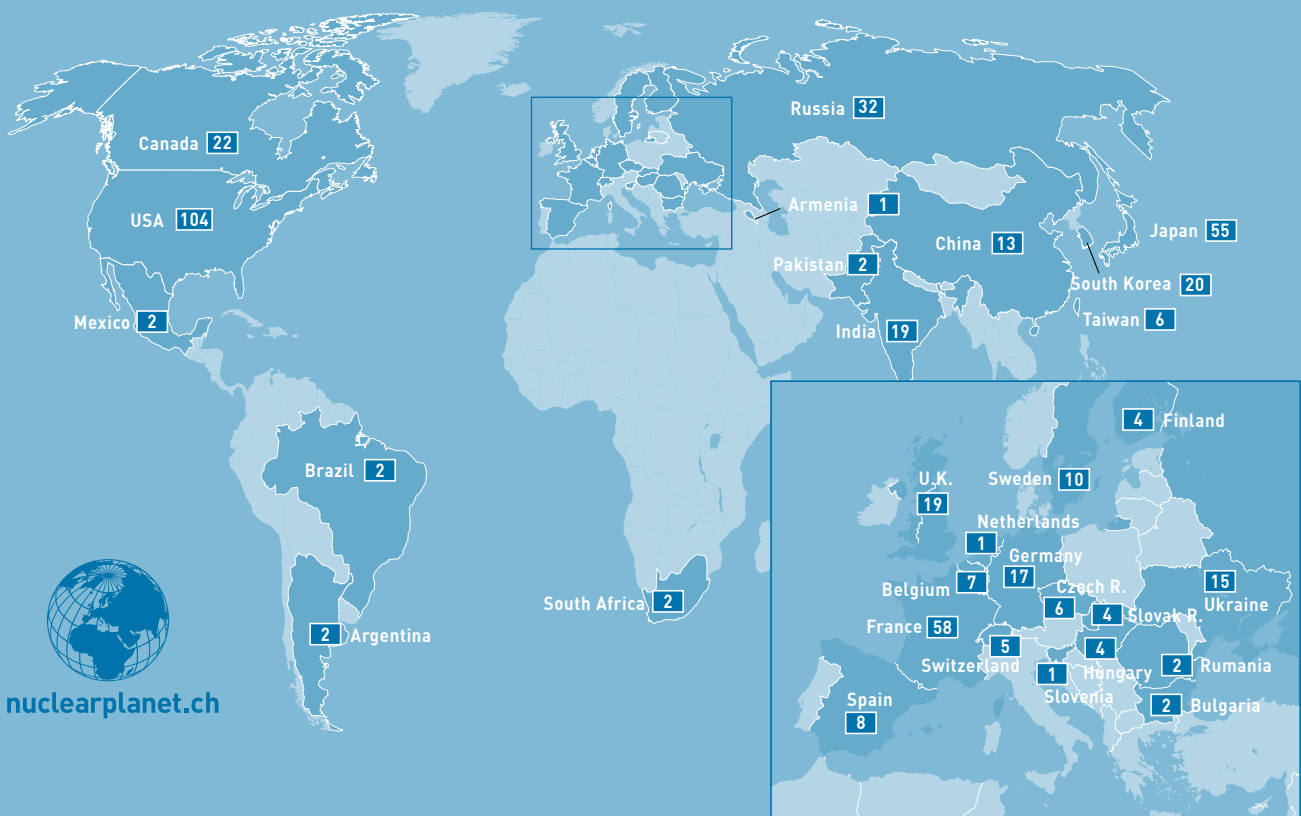 Canada 22
USA 104
Mexico 2
Brazil 2
2 Argentina
South Africa 2
Russia 32
Armenia 1
China 13
Pakistan 2
India 19
Japan 55
South Korea 20
Taiwan 6
4 Finland
Sweden 10
U.K.
19
Netherlands
1
Germany
17
Belgium 7
Czech R.
6
4 Slovak R.
15
Ukraine
France 58
5
Switzerland
4
Hungary
1
Slovenia
2 Rumania
2 Bulgaria
Spain
8
nuclearplanet.ch